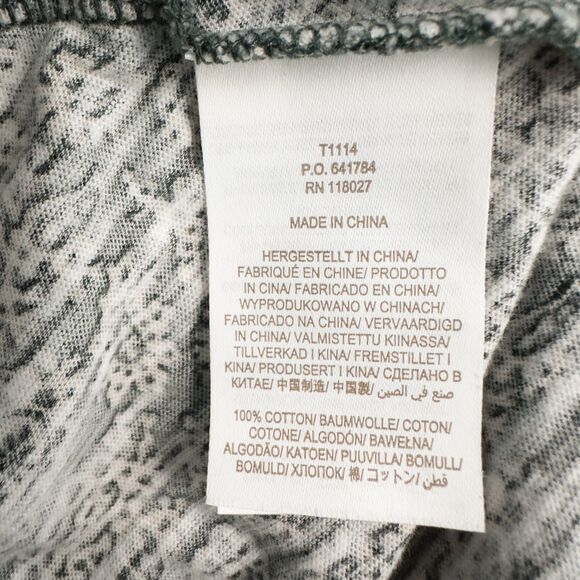 T1114
P.O. 641784
RN 118027
MADE IN CHINA
HERGESTELLT IN CHINA/
FABRIQUÉ EN CHINE/ PRODOTTO
IN CINA/ FABRICADO EN CHINA/
WYPRODUKOWANO W CHINACH/
FABRICADO NA CHINA/ VERVAARDIGD
IN CHINA/ VALMISTETTU KIINASSA/
TILLVERKAD I KINA/ FREMSTILLET I
KINA/ PRODUSERT I KINA/ СДЕЛАНО В
КИТАЕ/ 中国制造/ 中国製/ صنع في الصين/
100% COTTON/ BAUMWOLLE/ COTON/
COTONE/ ALGODÓN/ BAWEŁNA/
ALGODÃO/ KATOEN/ PUUVILLA/ BOMULL/
BOMULD/ ХЛОПОК/ 棉/ コットン/ قطن/